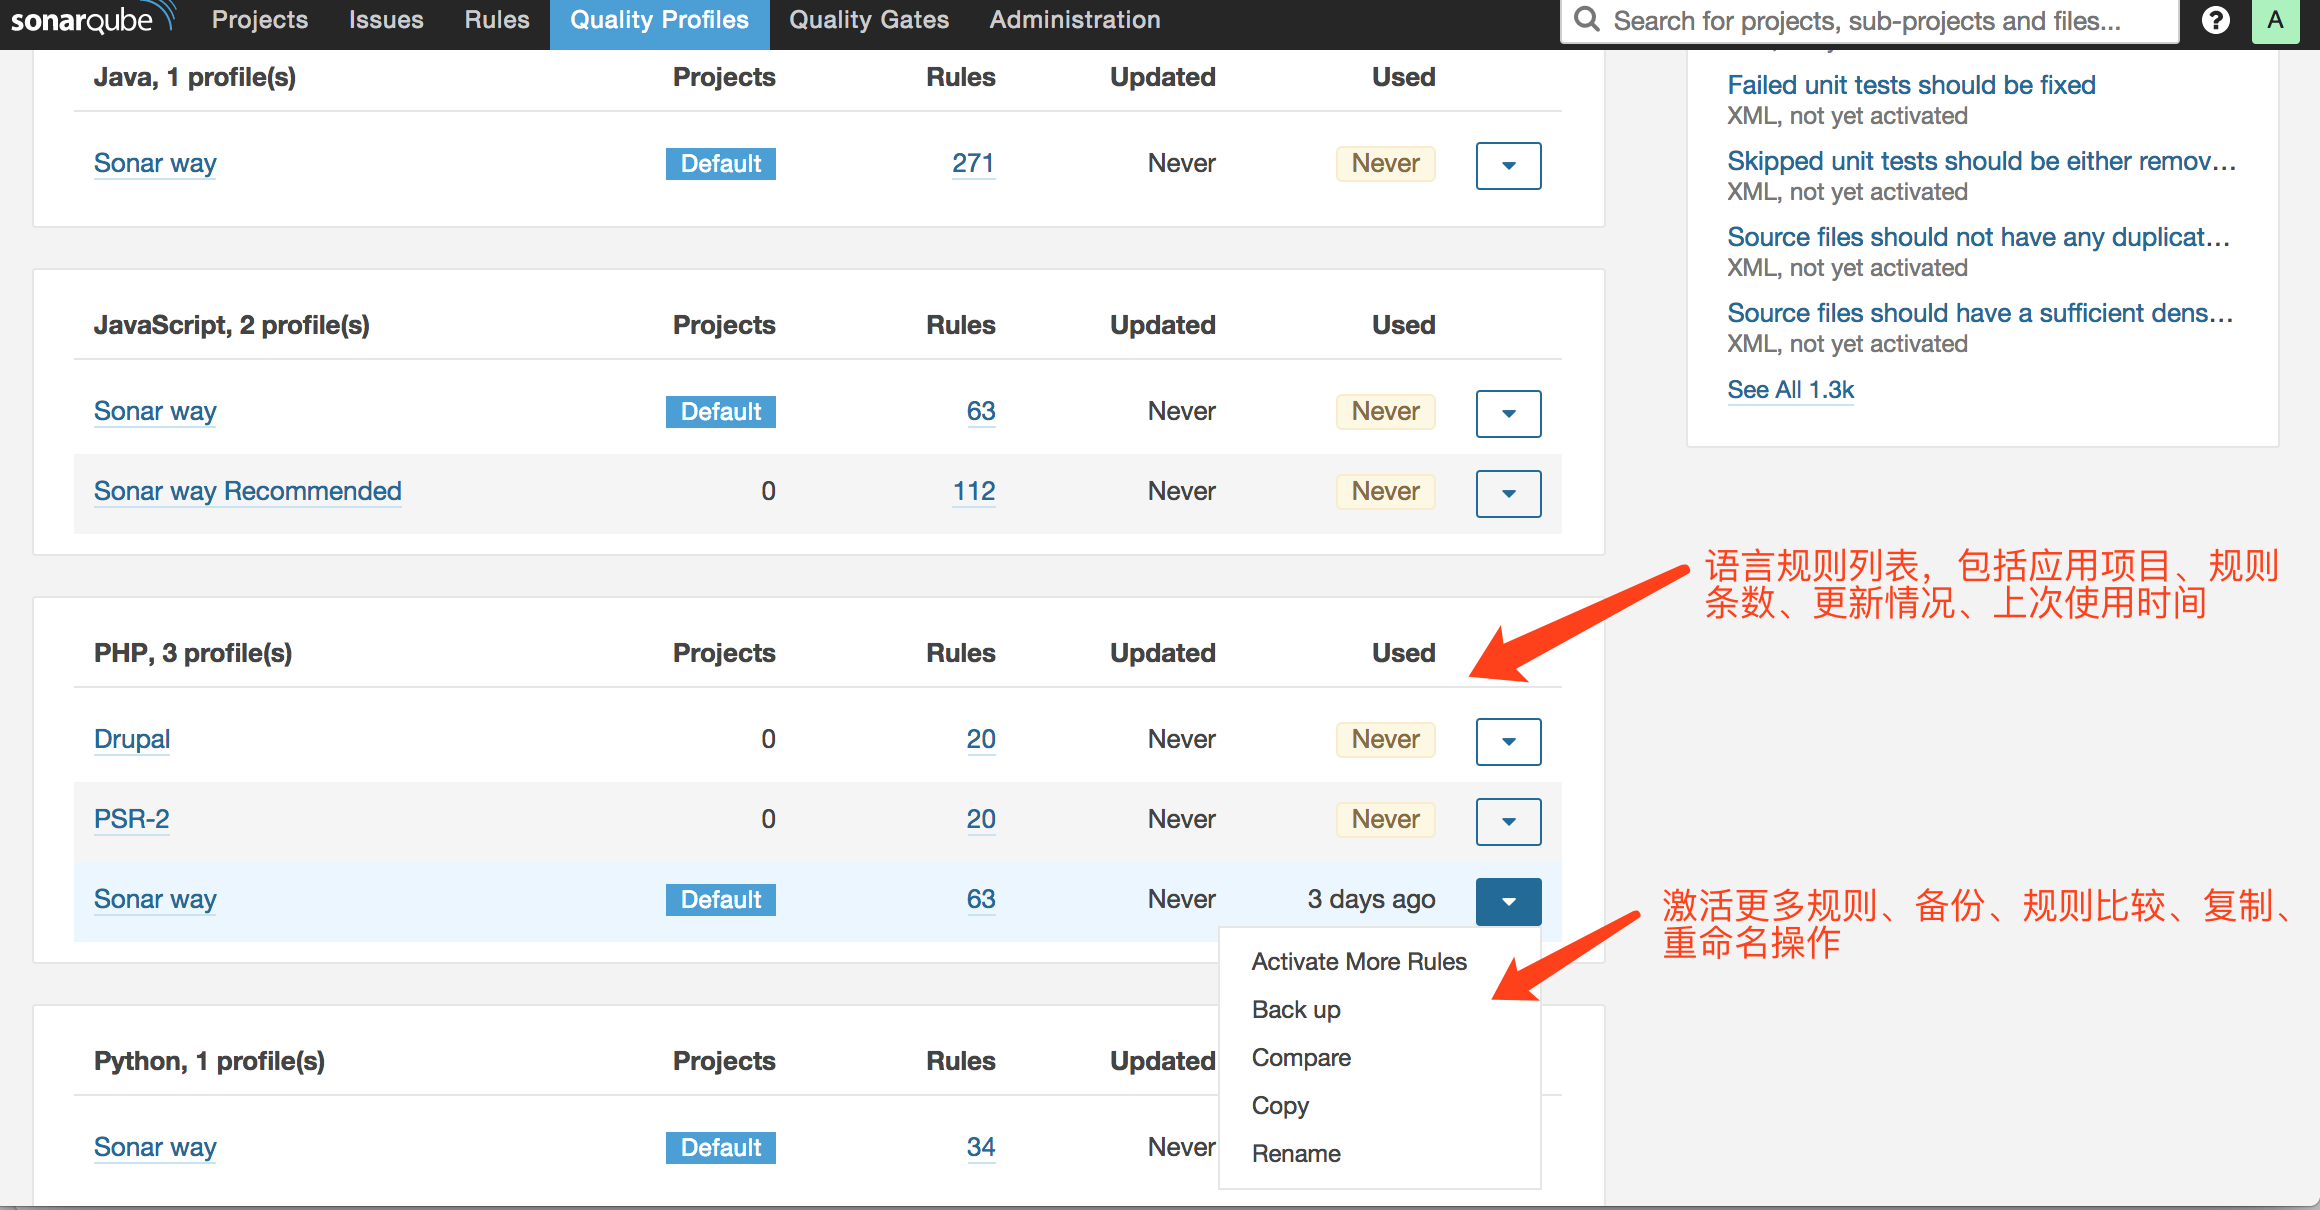 sonarqube Projects Issues Rules Quality Profiles Quality Gates Administration Search for projects, sub-projects and files... ? A
Java, 1 profile(s) Projects Rules Updated Used
Sonar way Default 271 Never Never
JavaScript, 2 profile(s) Projects Rules Updated Used
Sonar way Default 63 Never Never
Sonar way Recommended 0 112 Never Never
PHP, 3 profile(s) Projects Rules Updated Used
Drupal 0 20 Never Never
PSR-2 0 20 Never Never
Sonar way Default 63 Never 3 days ago
Activate More Rules
Back up
Compare
Copy
Rename
Python, 1 profile(s) Projects Rules Updated
Sonar way Default 34 Never
Failed unit tests should be fixed
XML, not yet activated
Skipped unit tests should be either remov...
XML, not yet activated
Source files should not have any duplicat...
XML, not yet activated
Source files should have a sufficient dens...
XML, not yet activated
See All 1.3k
语言规则列表，包括应用项目、规则
条数、更新情况、上次使用时间
激活更多规则、备份、规则比较、复制、
重命名操作